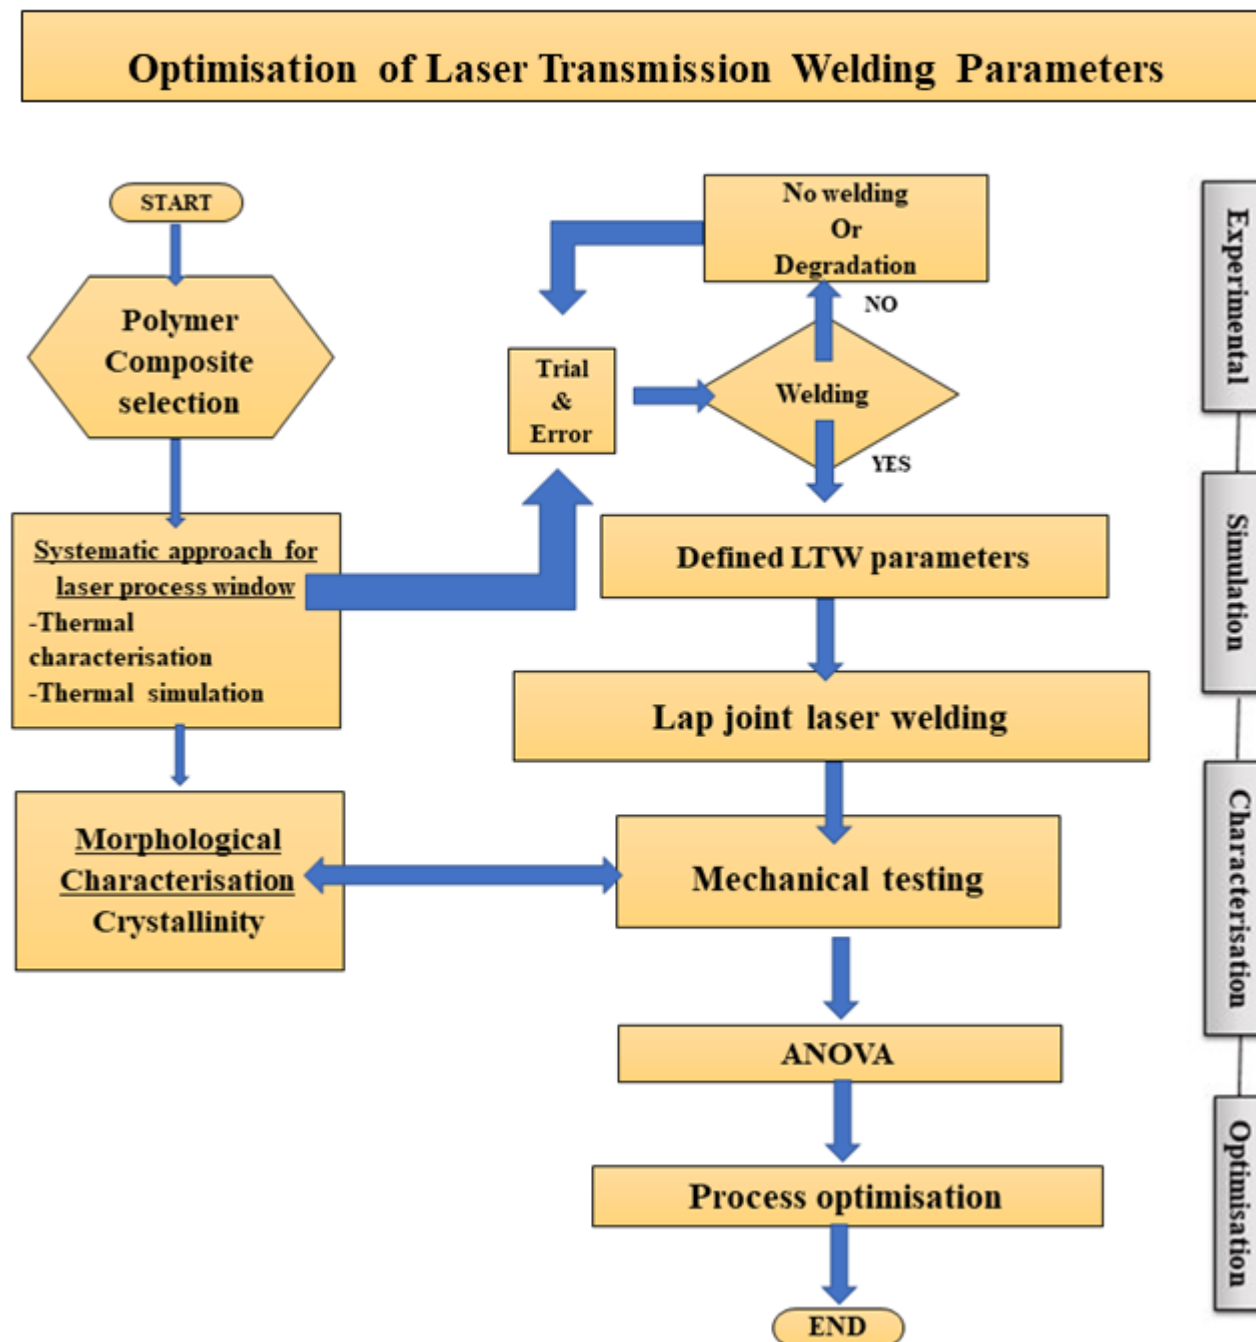 Optimisation of Laser Transmission Welding Parameters
START
Polymer
Composite
selection
Systematic approach for
laser process window
-Thermal
characterisation
-Thermal simulation
Morphological
Characterisation
Crystallinity
No welding
Or
Degradation
NO
Trial
&
Error
Welding
YES
Defined LTW parameters
Lap joint laser welding
Mechanical testing
ANOVA
Process optimisation
END
Experimental
Simulation
Characterisation
Optimisation